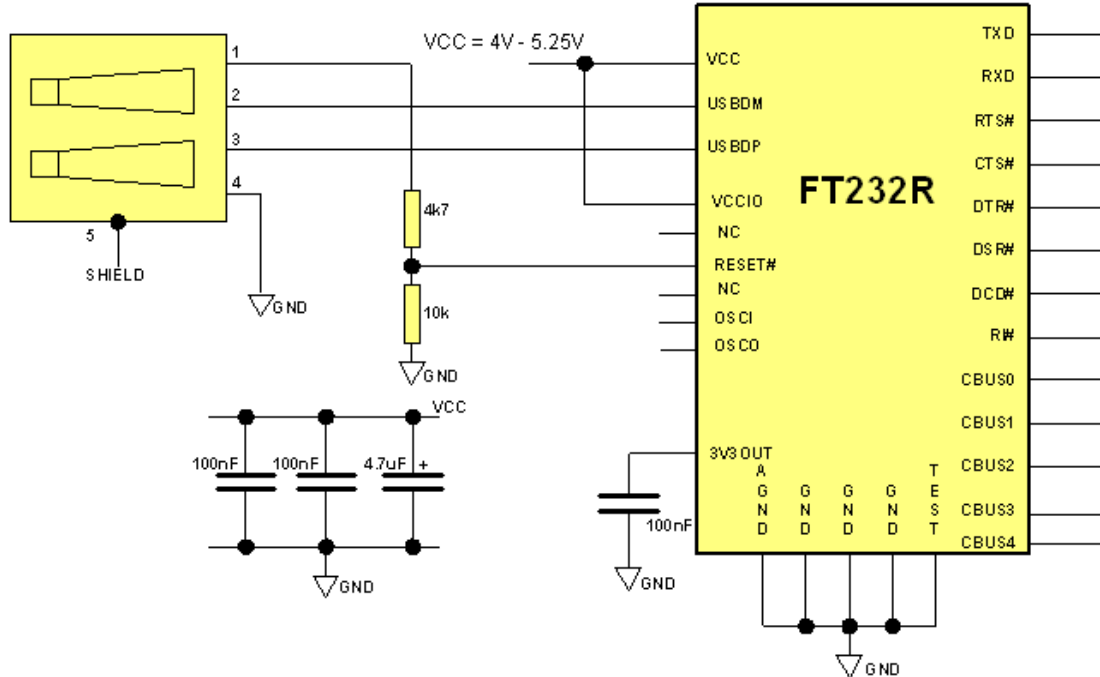 1
2
3
4
5
SHIELD
GND
VCC = 4V - 5.25V
4k7
10k
GND
VCC
100nF
100nF
4.7uF +
GND
FT232R
VCC
USBDM
USBDP
VCCIO
NC
RESET#
NC
OSCI
OSCO
3V3OUT
100nF
GND
AGND
GND
GND
GND
TEST
GND
TXD
RXD
RTS#
CTS#
DTR#
DSR#
DCD#
RI#
CBUS0
CBUS1
CBUS2
CBUS3
CBUS4